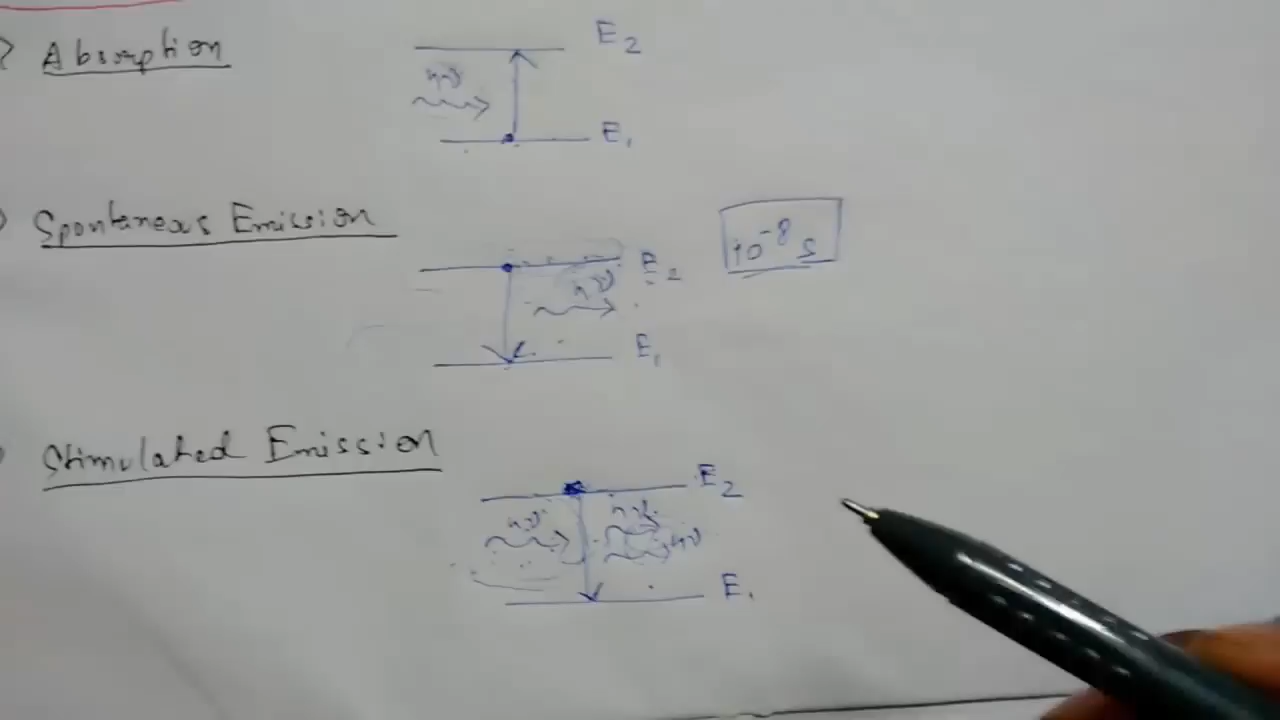 Absorption
E2
hν
E1
Spontaneous Emission
10⁻⁸ s
E2
hν
E1
Stimulated Emission
E2
hν hν
hν
E1